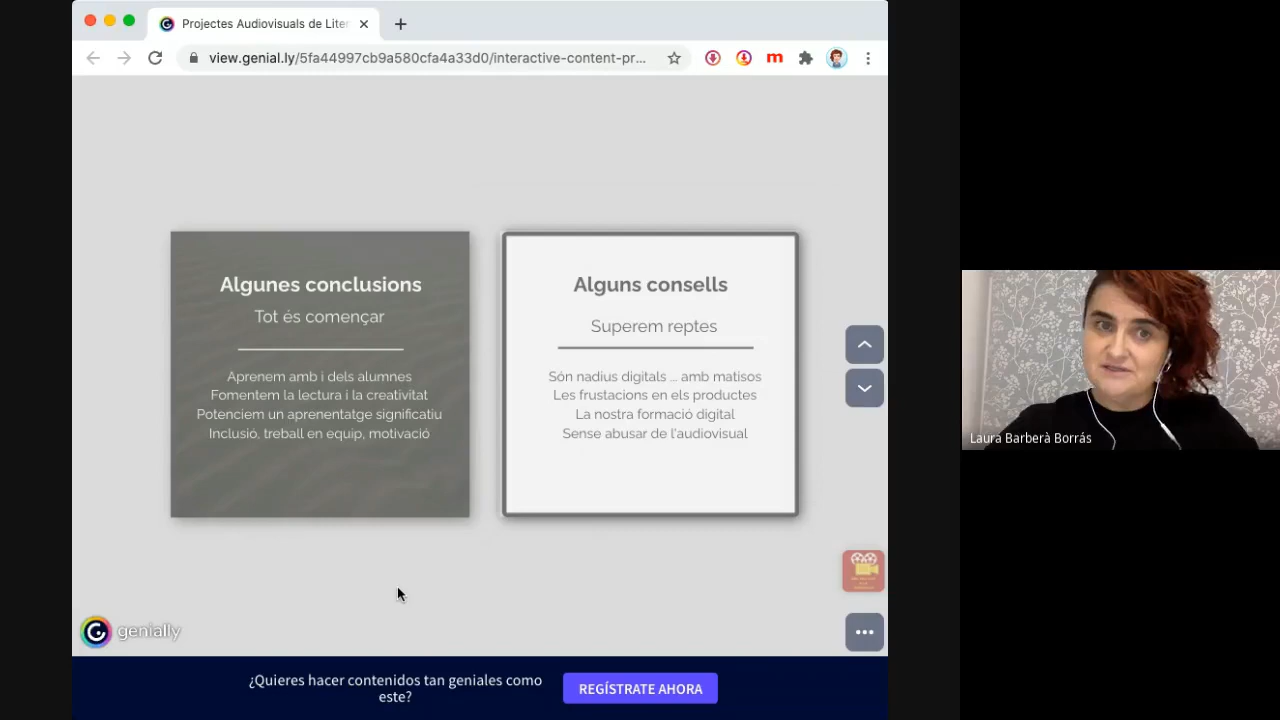 Projectes Audiovisuals de Liter
view.genial.ly/5fa44997cb9a580cfa4a33d0/interactive-content-pr...
m
Algunes conclusions
Tot és començar
Aprenem amb i dels alumnes
Fomentem la lectura i la creativitat
Potenciem un aprenentatge significatiu
Inclusió, treball en equip, motivació
Alguns consells
Superem reptes
Són nadius digitals ... amb matisos
Les frustacions en els productes
La nostra formació digital
Sense abusar de l'audiovisual
Laura Barberà Borrás
genially
¿Quieres hacer contenidos tan geniales como
este?
REGÍSTRATE AHORA